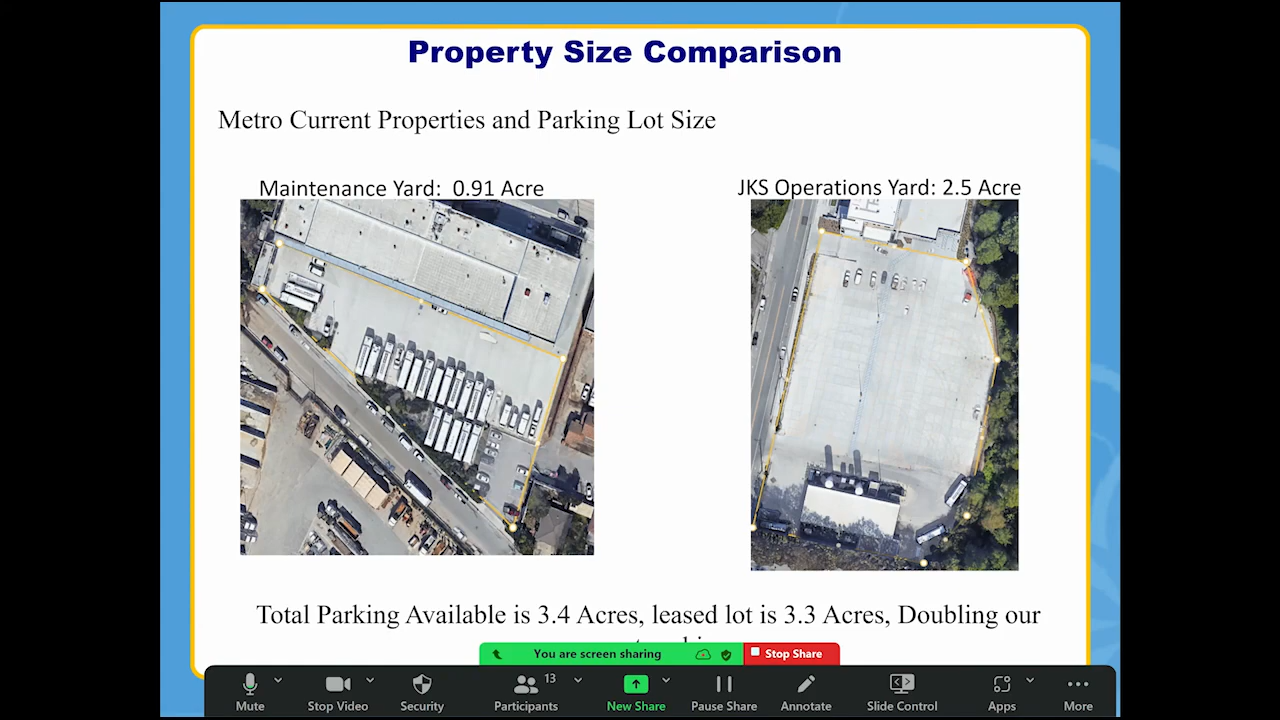 Property Size Comparison
Metro Current Properties and Parking Lot Size
Maintenance Yard: 0.91 Acre
JKS Operations Yard: 2.5 Acre
Total Parking Available is 3.4 Acres, leased lot is 3.3 Acres, Doubling our
You are screen sharing
Stop Share
13
Mute
Stop Video
Security
Participants
New Share
Pause Share
Annotate
Slide Control
Apps
More